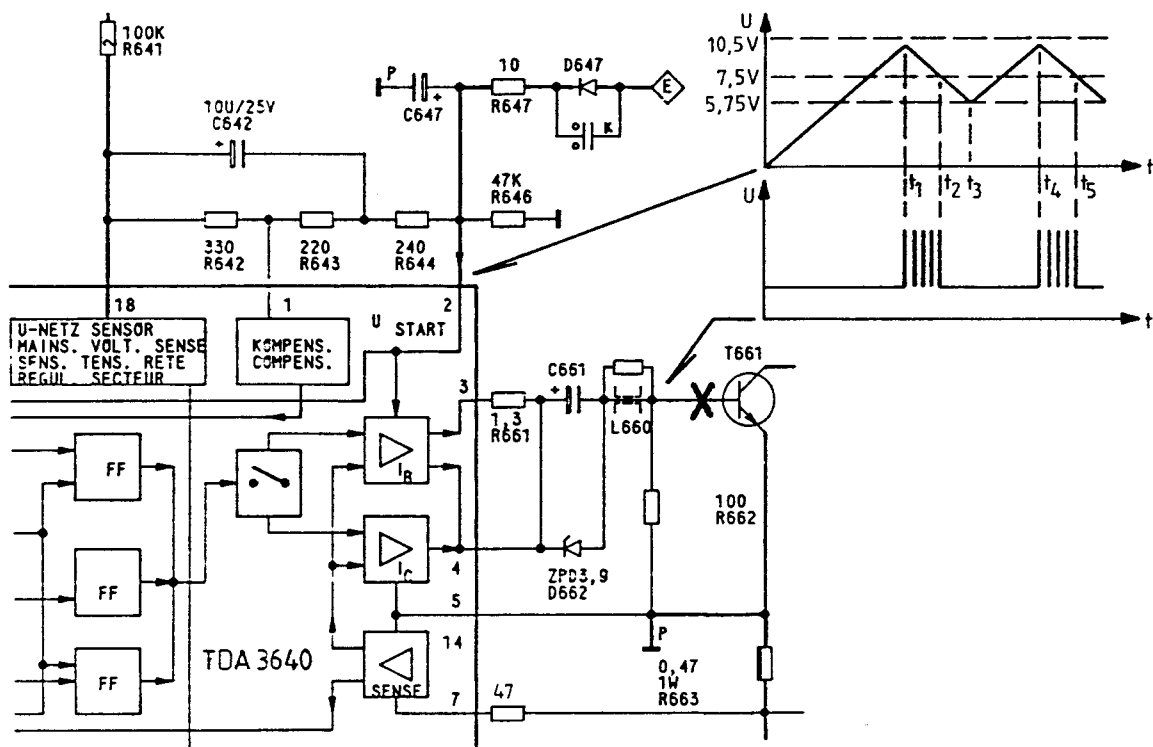 100K
R641
10U/25V
C642
+
P
C647
+
10
R647
D647
K
E
47K
R646
330
R642
220
R643
240
R644
U
10,5V
7,5V
5,75V
t
t1
t2
t3
t4
t5
U
t
18
1
2
U-NETZ SENSOR
MAINS. VOLT. SENSE
SENS. TENS. RETE
REGUL. SECTEUR
KOMPENS.
COMPENS.
U START
3
1,3
R661
C661
+
L660
T661
FF
IB
IC
4
ZPD3,9
D662
100
R662
FF
5
P
14
TDA 3640
FF
SENSE
7
47
0,47
1W
R663